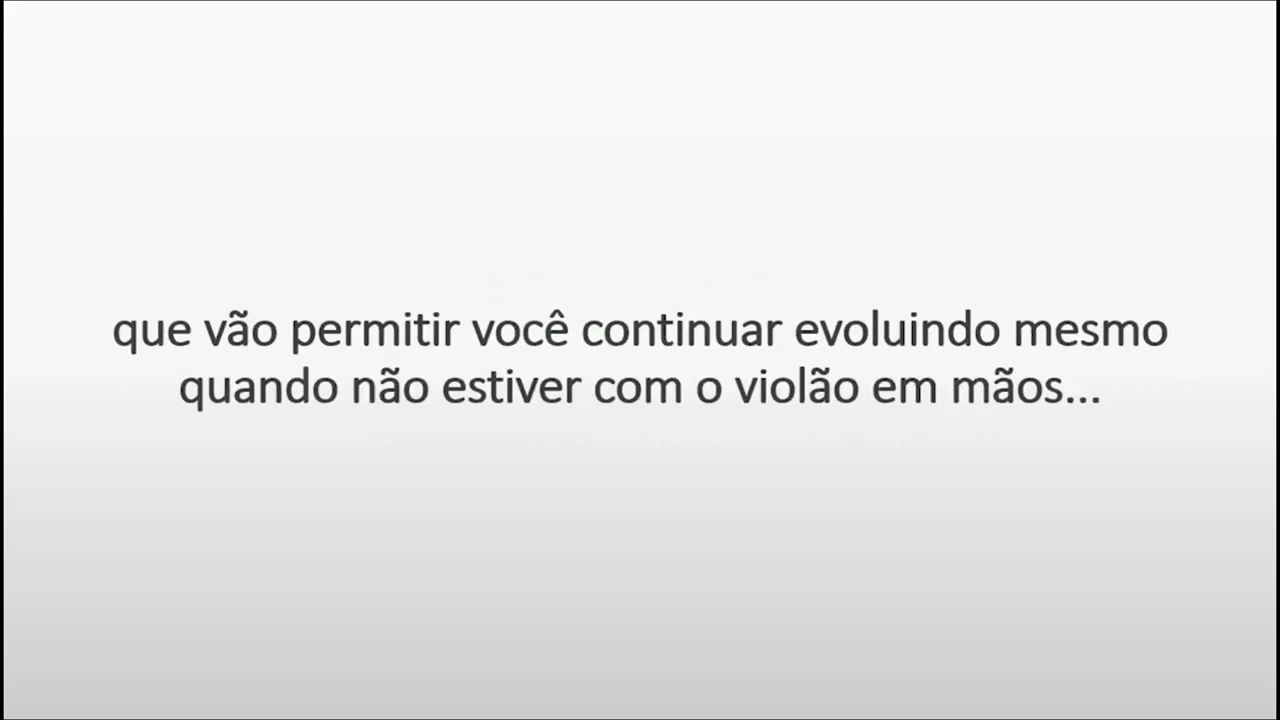 que vão permitir você continuar evoluindo mesmo
quando não estiver com o violão em mãos...